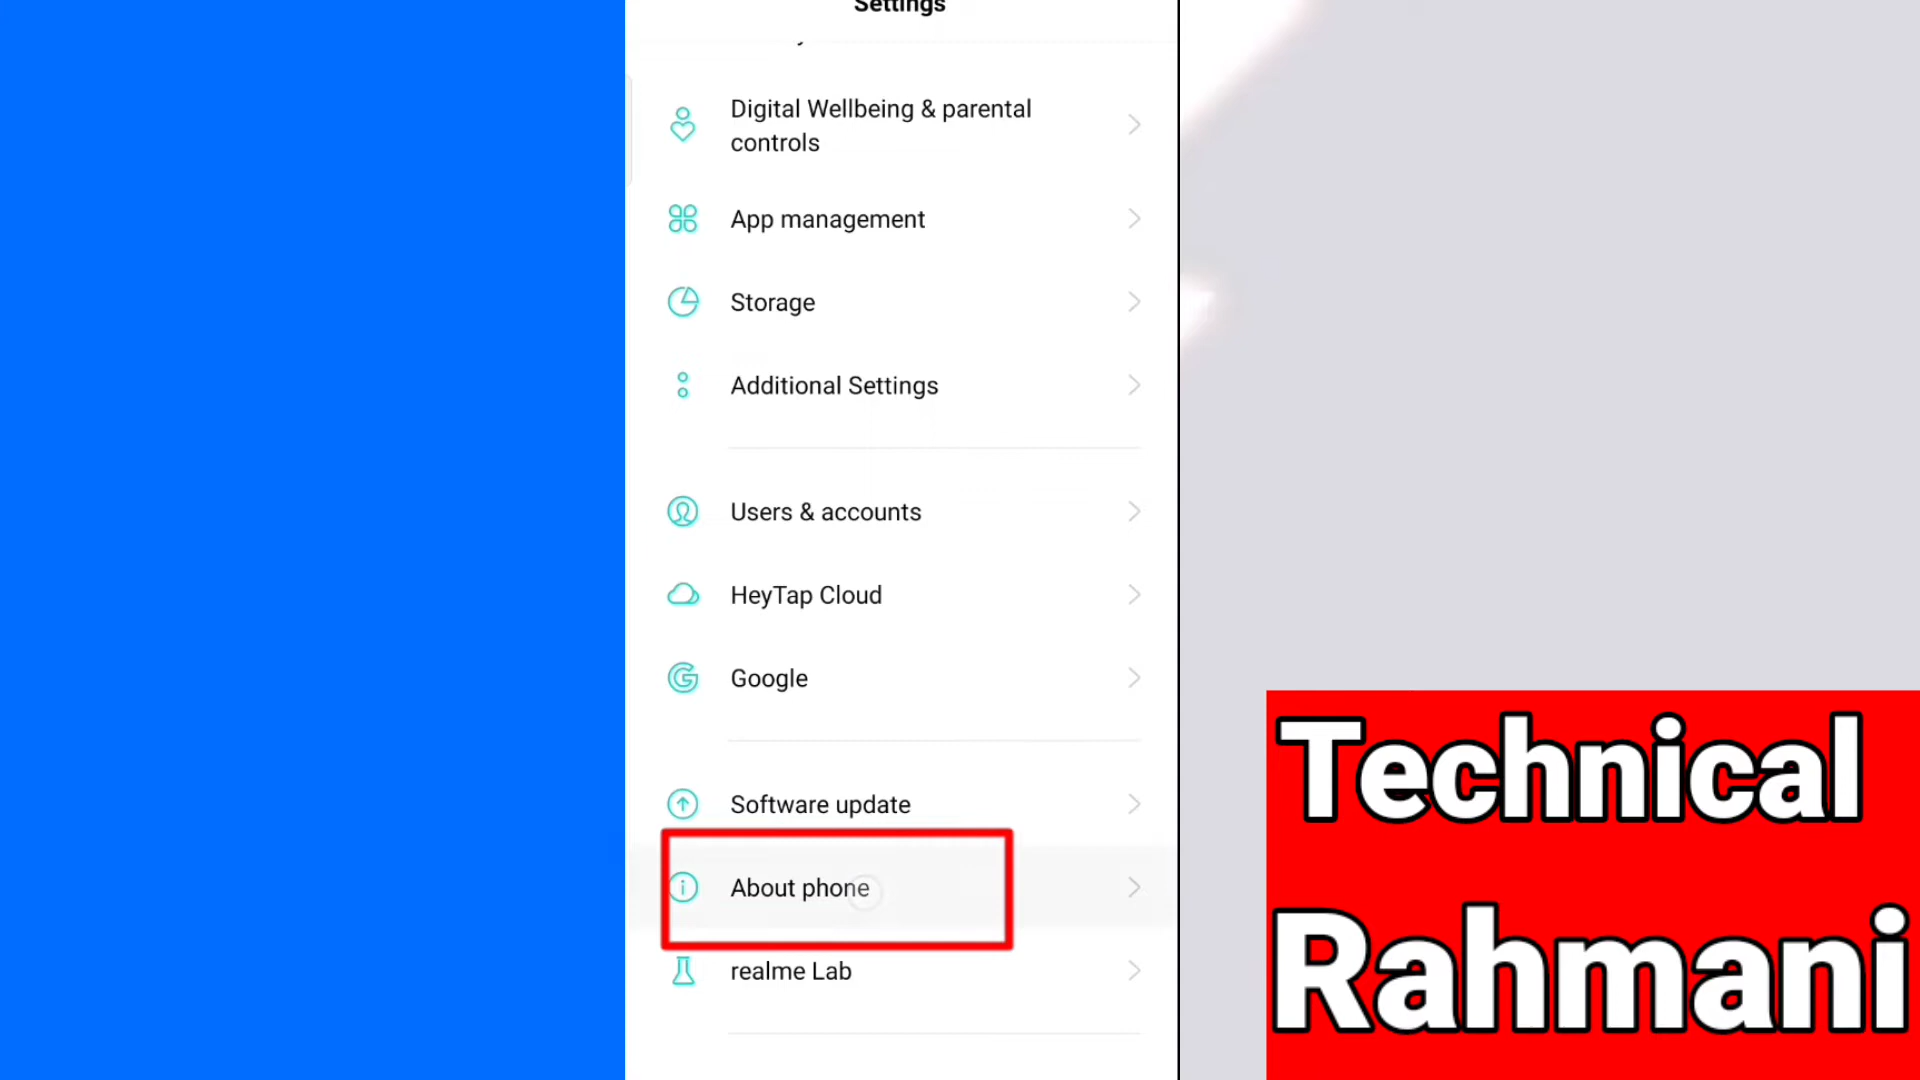 Settings
Digital Wellbeing & parental
controls
App management
Storage
Additional Settings
Users & accounts
HeyTap Cloud
Google
Software update
About phone
realme Lab
Technical
Rahmani